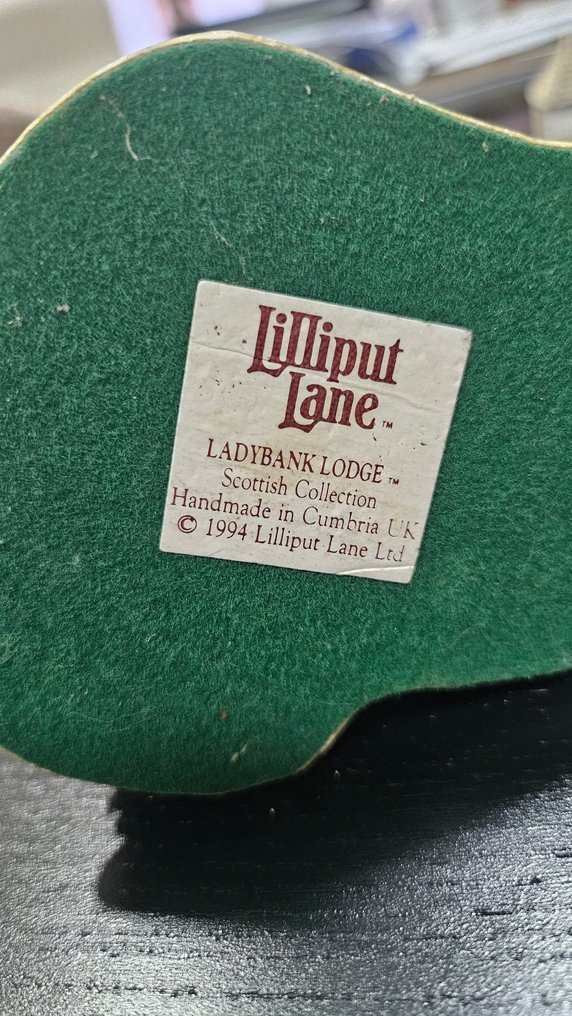 Lilliput
Lane™
LADYBANK LODGE™
Scottish Collection
Handmade in Cumbria UK
© 1994 Lilliput Lane Ltd